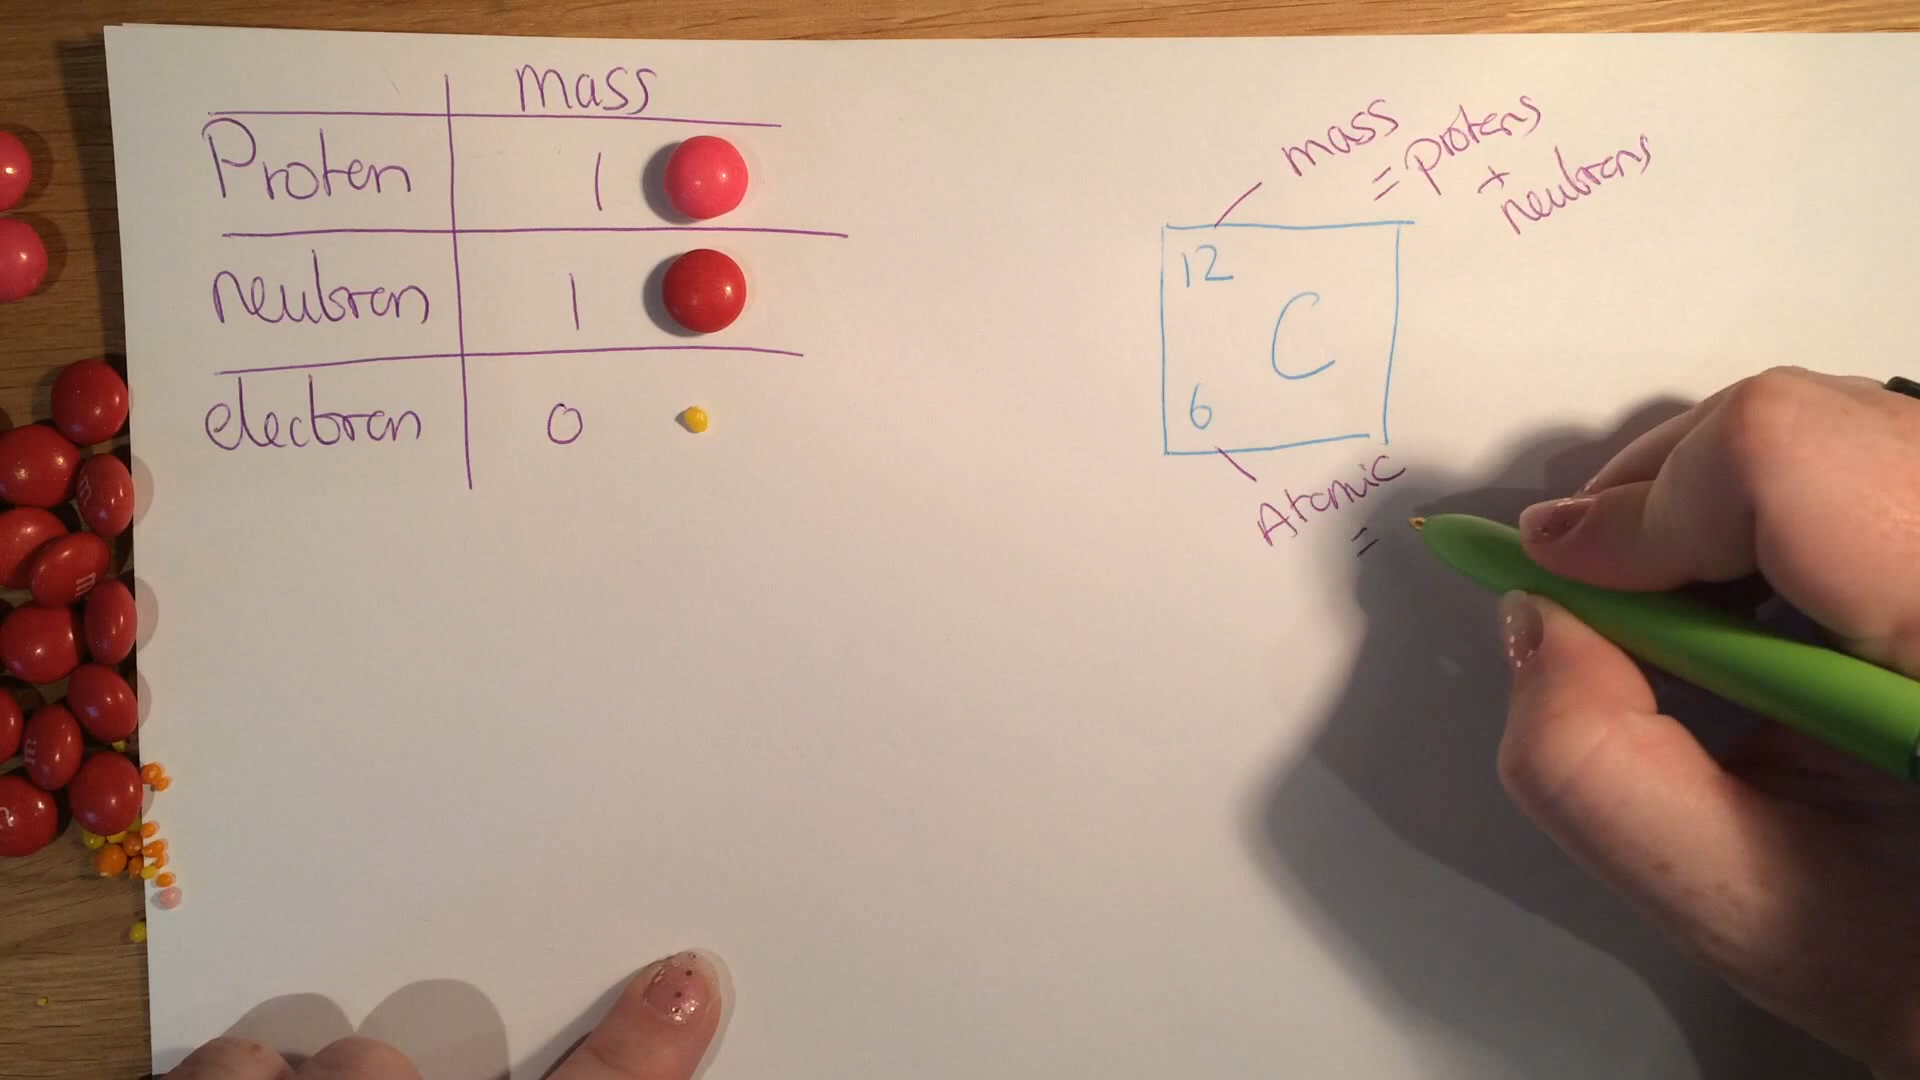 mass
Proton 1
neutron 1
electron 0
mass
= protons
+
neutrons
12
C
6
Atomic
=
m
m
m